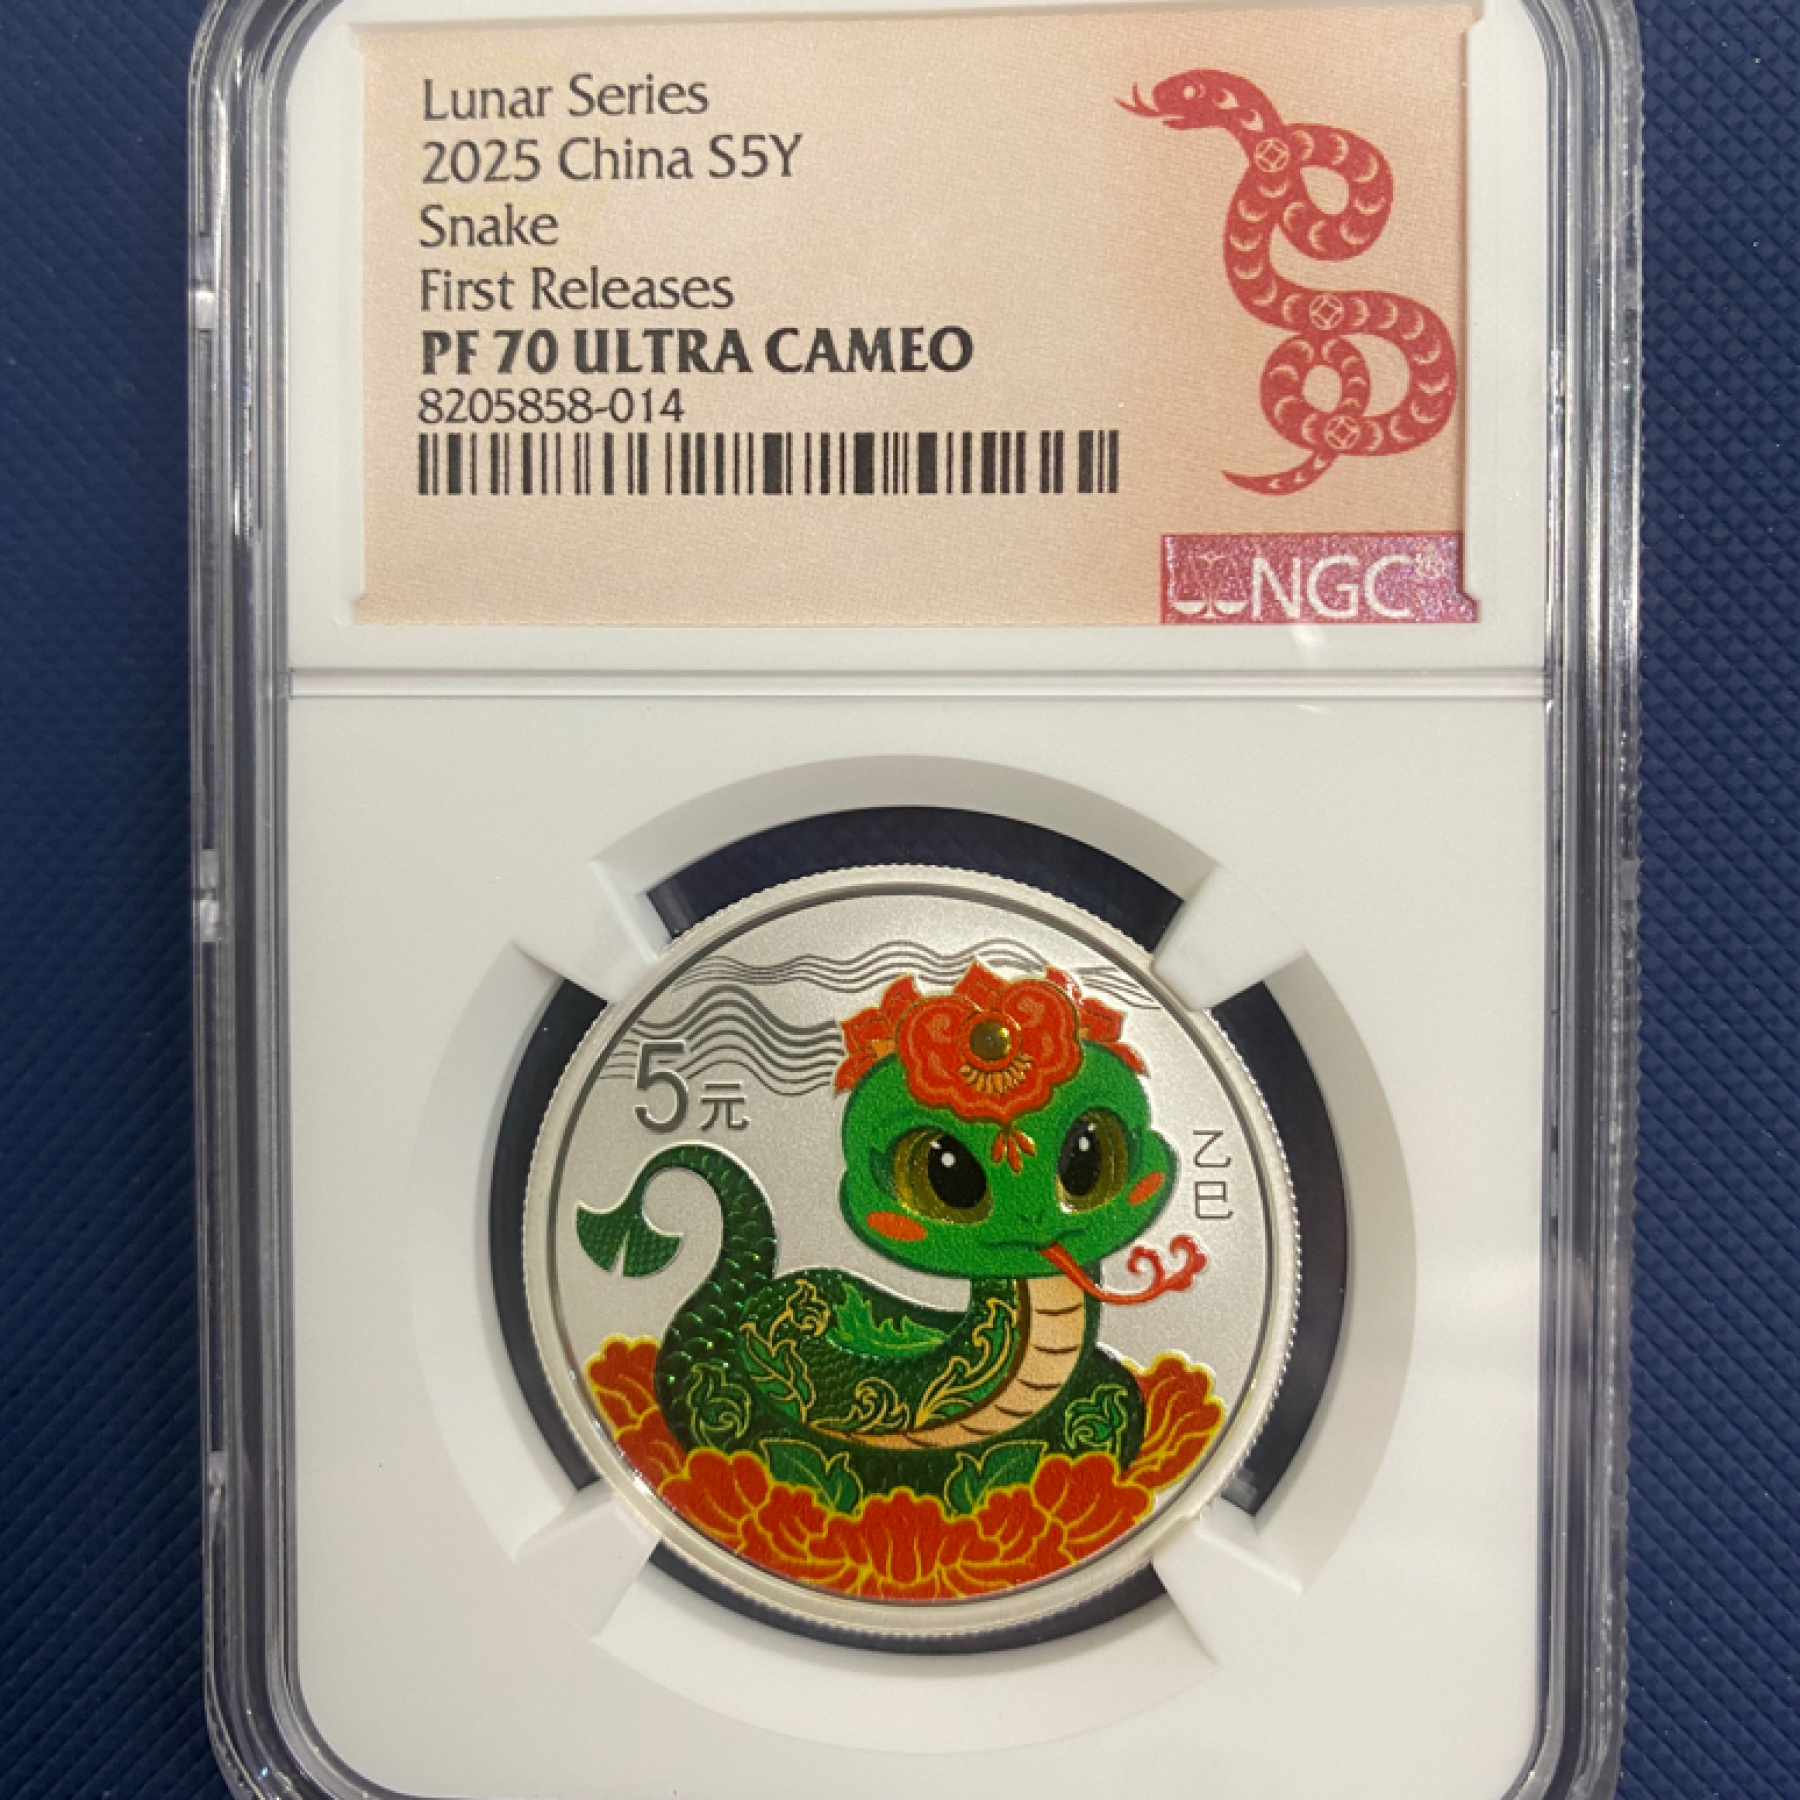 Lunar Series
2025 China S5Y
Snake
First Releases
PF 70 ULTRA CAMEO
8205858-014
NGC
5元
乙
巳